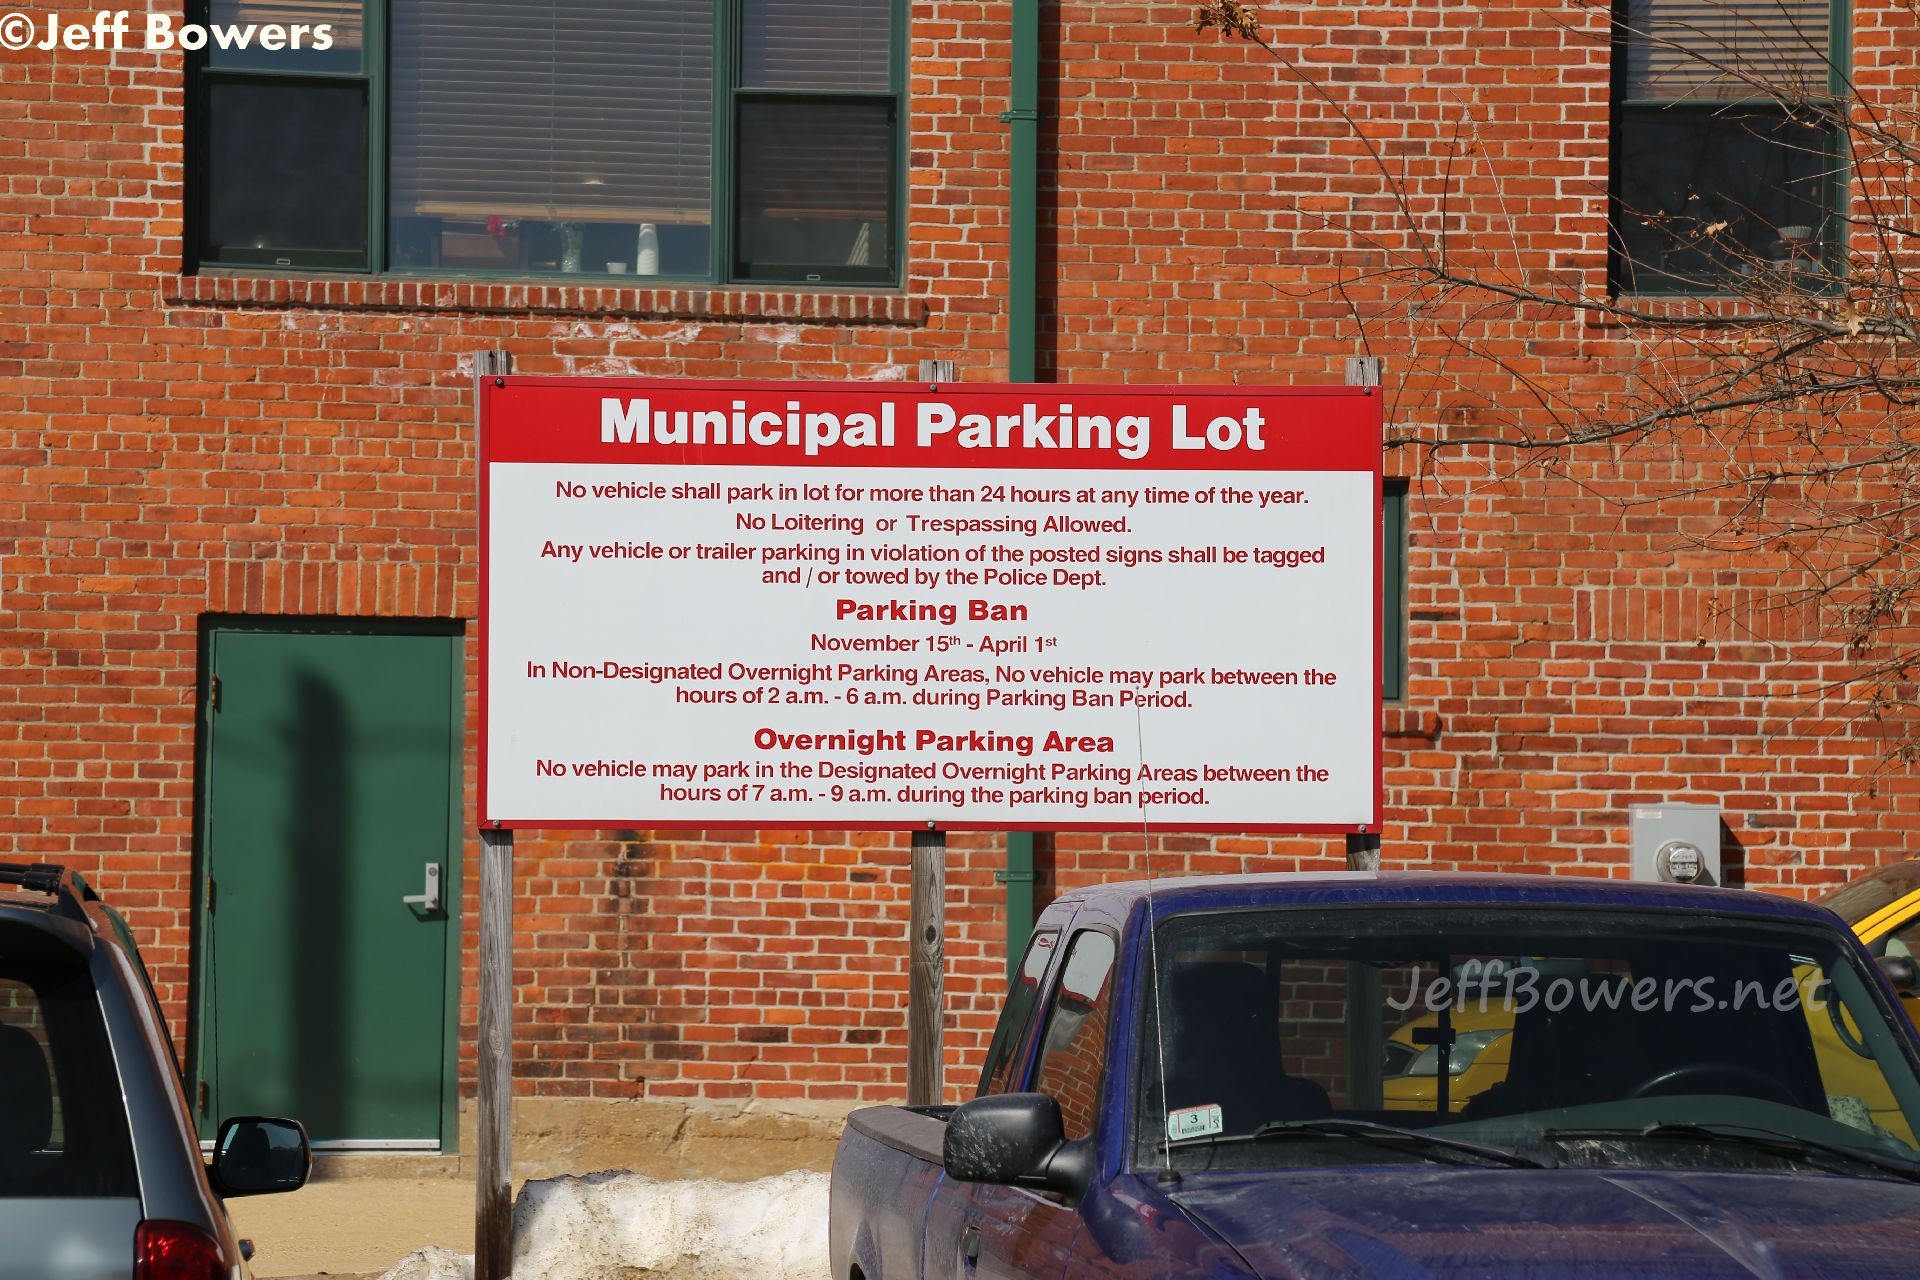 ©Jeff Bowers
Municipal Parking Lot
No vehicle shall park in lot for more than 24 hours at any time of the year.
No Loitering or Trespassing Allowed.
Any vehicle or trailer parking in violation of the posted signs shall be tagged
and / or towed by the Police Dept.
Parking Ban
November 15th - April 1st
In Non-Designated Overnight Parking Areas, No vehicle may park between the
hours of 2 a.m. - 6 a.m. during Parking Ban Period.
Overnight Parking Area
No vehicle may park in the Designated Overnight Parking Areas between the
hours of 7 a.m. - 9 a.m. during the parking ban period.
JeffBowers.net
3